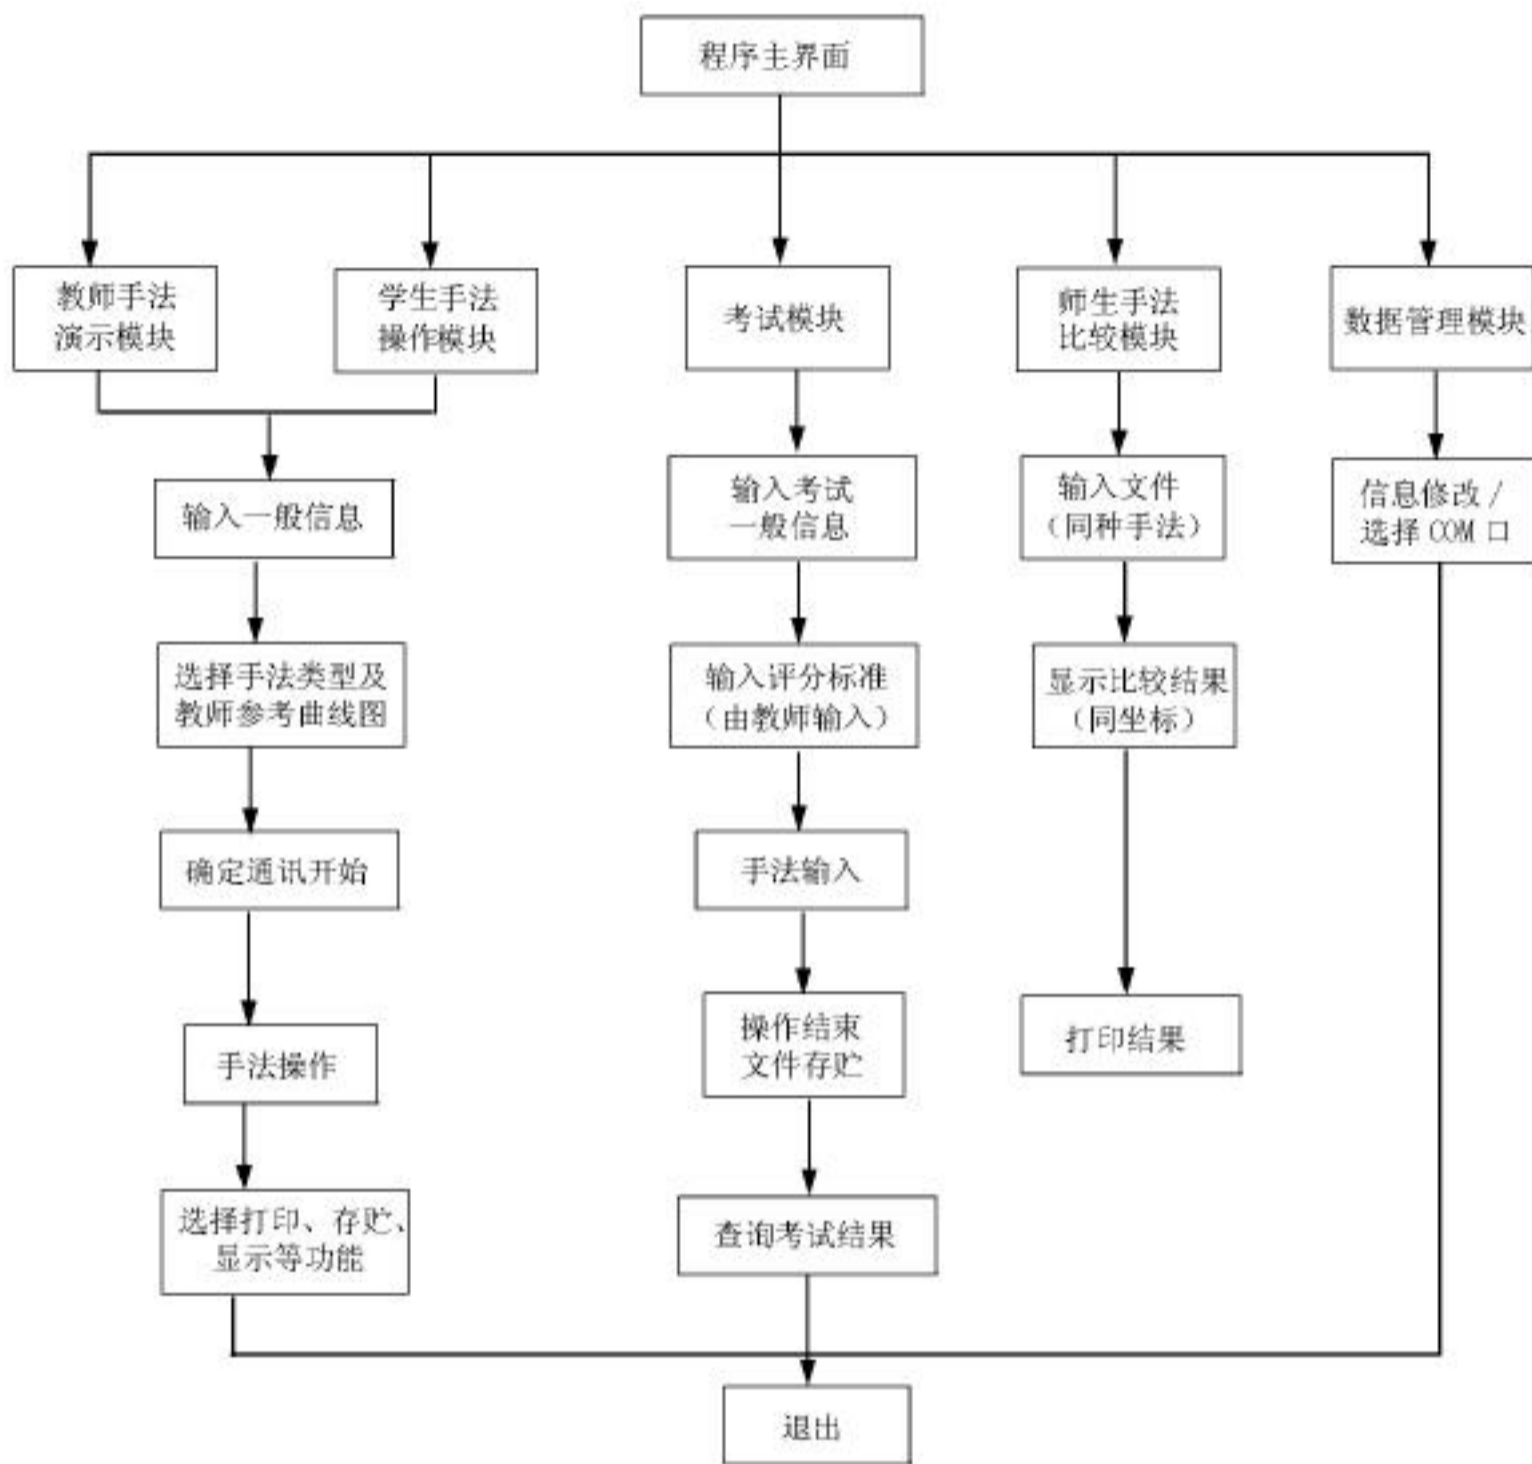 程序主界面
教师手法
演示模块
学生手法
操作模块
考试模块
师生手法
比较模块
数据管理模块
输入一般信息
输入考试
一般信息
输入文件
(同种手法)
信息修改/
选择COM口
选择手法类型及
教师参考曲线图
输入评分标准
(由教师输入)
显示比较结果
(同坐标)
确定通讯开始
手法输入
手法操作
操作结束
文件存贮
打印结果
选择打印、存贮、
显示等功能
查询考试结果
退出